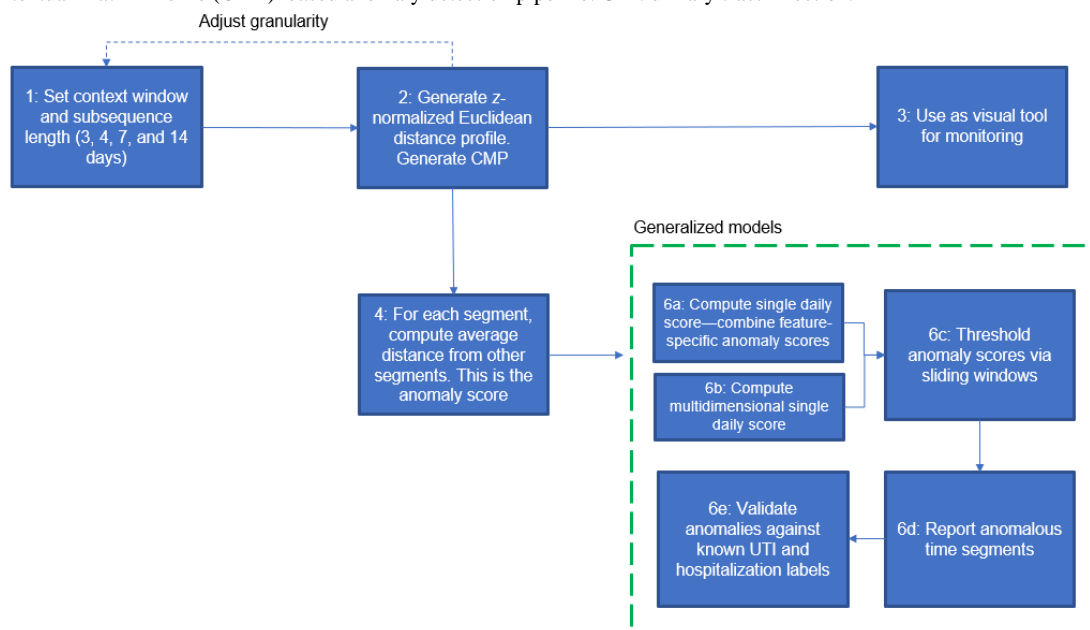 Adjust granularity
1: Set context window
and subsequence
length (3, 4, 7, and 14
days)
2: Generate z-
normalized Euclidean
distance profile.
Generate CMP
3: Use as visual tool
for monitoring
4: For each segment,
compute average
distance from other
segments. This is the
anomaly score
Generalized models
6a: Compute single daily
score—combine feature-
specific anomaly scores
6b: Compute
multidimensional single
daily score
6c: Threshold
anomaly scores via
sliding windows
6d: Report anomalous
time segments
6e: Validate
anomalies against
known UTI and
hospitalization labels